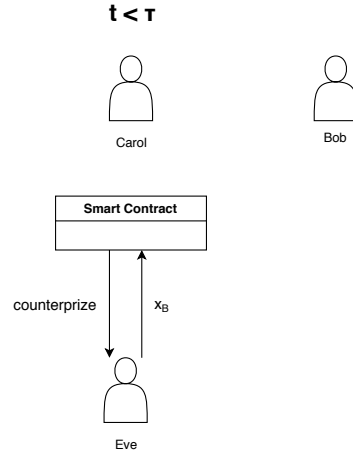 t < τ
Carol
Bob
Smart Contract
counterprize
x_B
Eve